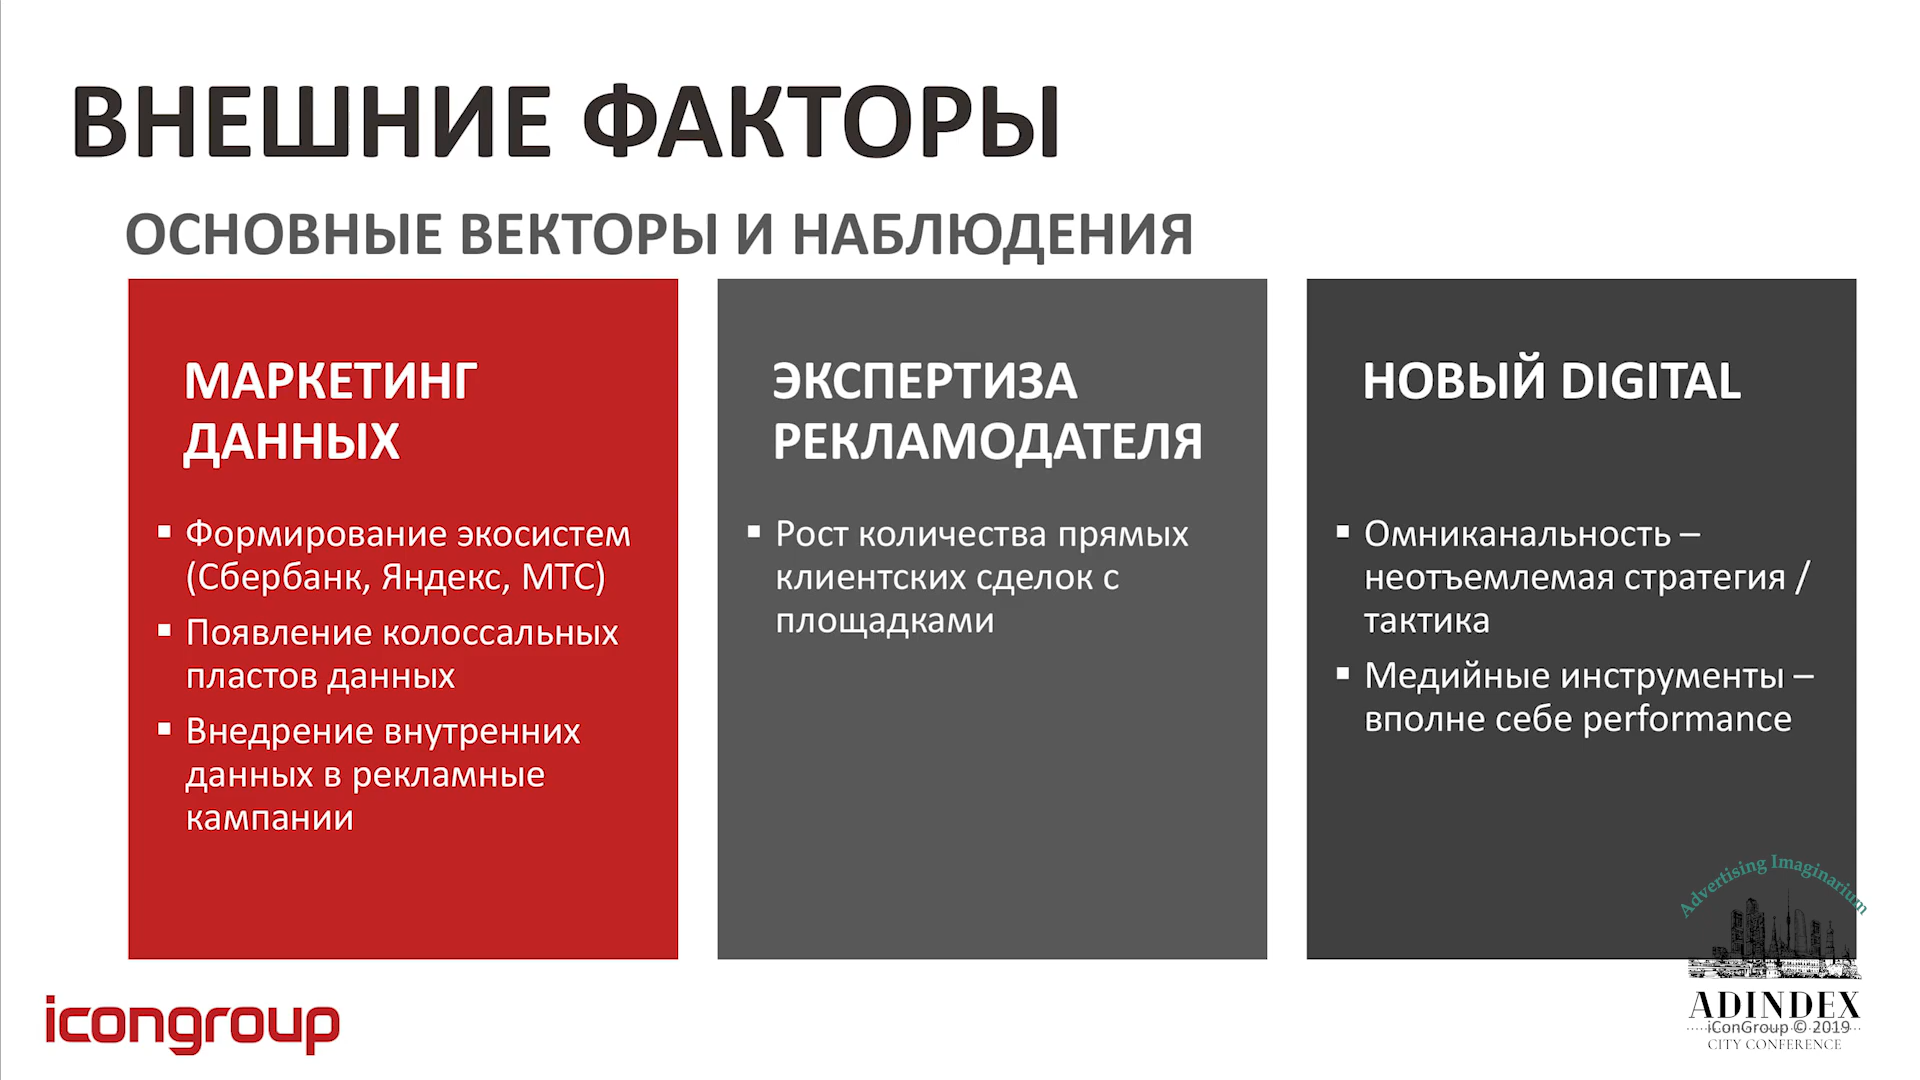 ВНЕШНИЕ ФАКТОРЫ
ОСНОВНЫЕ ВЕКТОРЫ И НАБЛЮДЕНИЯ
МАРКЕТИНГ
ДАННЫХ
▪ Формирование экосистем
(Сбербанк, Яндекс, МТС)
▪ Появление колоссальных
пластов данных
▪ Внедрение внутренних
данных в рекламные
кампании
ЭКСПЕРТИЗА
РЕКЛАМОДАТЕЛЯ
▪ Рост количества прямых
клиентских сделок с
площадками
НОВЫЙ DIGITAL
▪ Омниканальность –
неотъемлемая стратегия /
тактика
▪ Медийные инструменты –
вполне себе performance
icongroup
Advertising Imaginarium
ADINDEX
iConGroup © 2019
CITY CONFERENCE